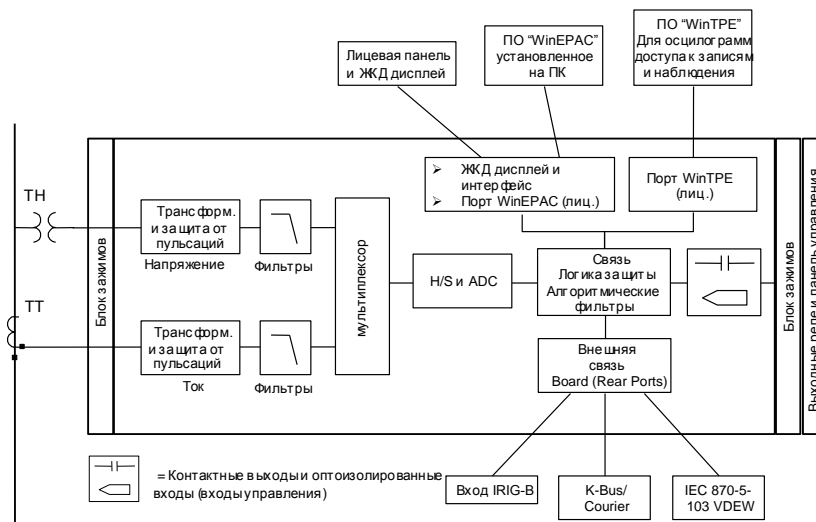 ПО “WinTPE”
Для осцилограмм
доступа к записям
и наблюдения
ПО “WinEPAC”
установленное
на ПК
Лицевая панель
и ЖКД дисплей
ТН
ТТ
Блок зажимов
Трансформ.
и защита от
пульсаций
Напряжение
Фильтры
Трансформ.
и защита от
пульсаций
Ток
Фильтры
мультиплексор
H/S и ADC
➢ ЖКД дисплей и
интерфейс
➢ Порт WinEPAC (лиц.)
Порт WinTPE
(лиц.)
Связь
Логика защиты
Алгоритмические
фильтры
Внешняя
связь
Board (Rear Ports)
Блок зажимов
Выходные реле и панель управления
= Контактные выходы и оптоизолированные
входы (входы управления)
Вход IRIG-B
K-Bus/
Courier
IEC 870-5-
103 VDEW